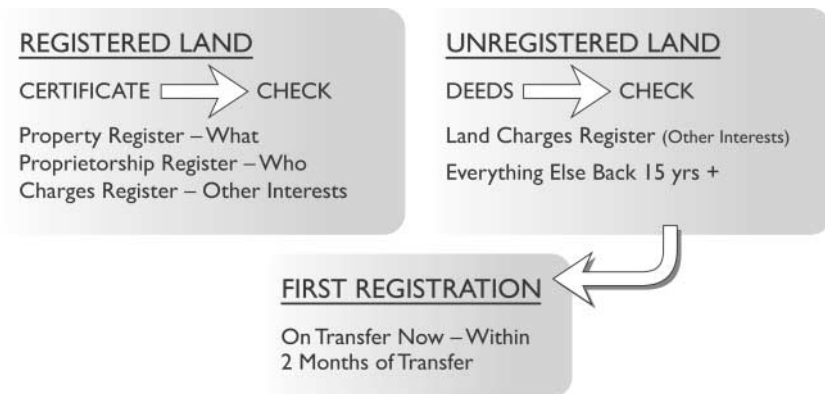 REGISTERED LAND
CERTIFICATE CHECK
Property Register – What
Proprietorship Register – Who
Charges Register – Other Interests
UNREGISTERED LAND
DEEDS CHECK
Land Charges Register (Other Interests)
Everything Else Back 15 yrs +
FIRST REGISTRATION
On Transfer Now – Within
2 Months of Transfer